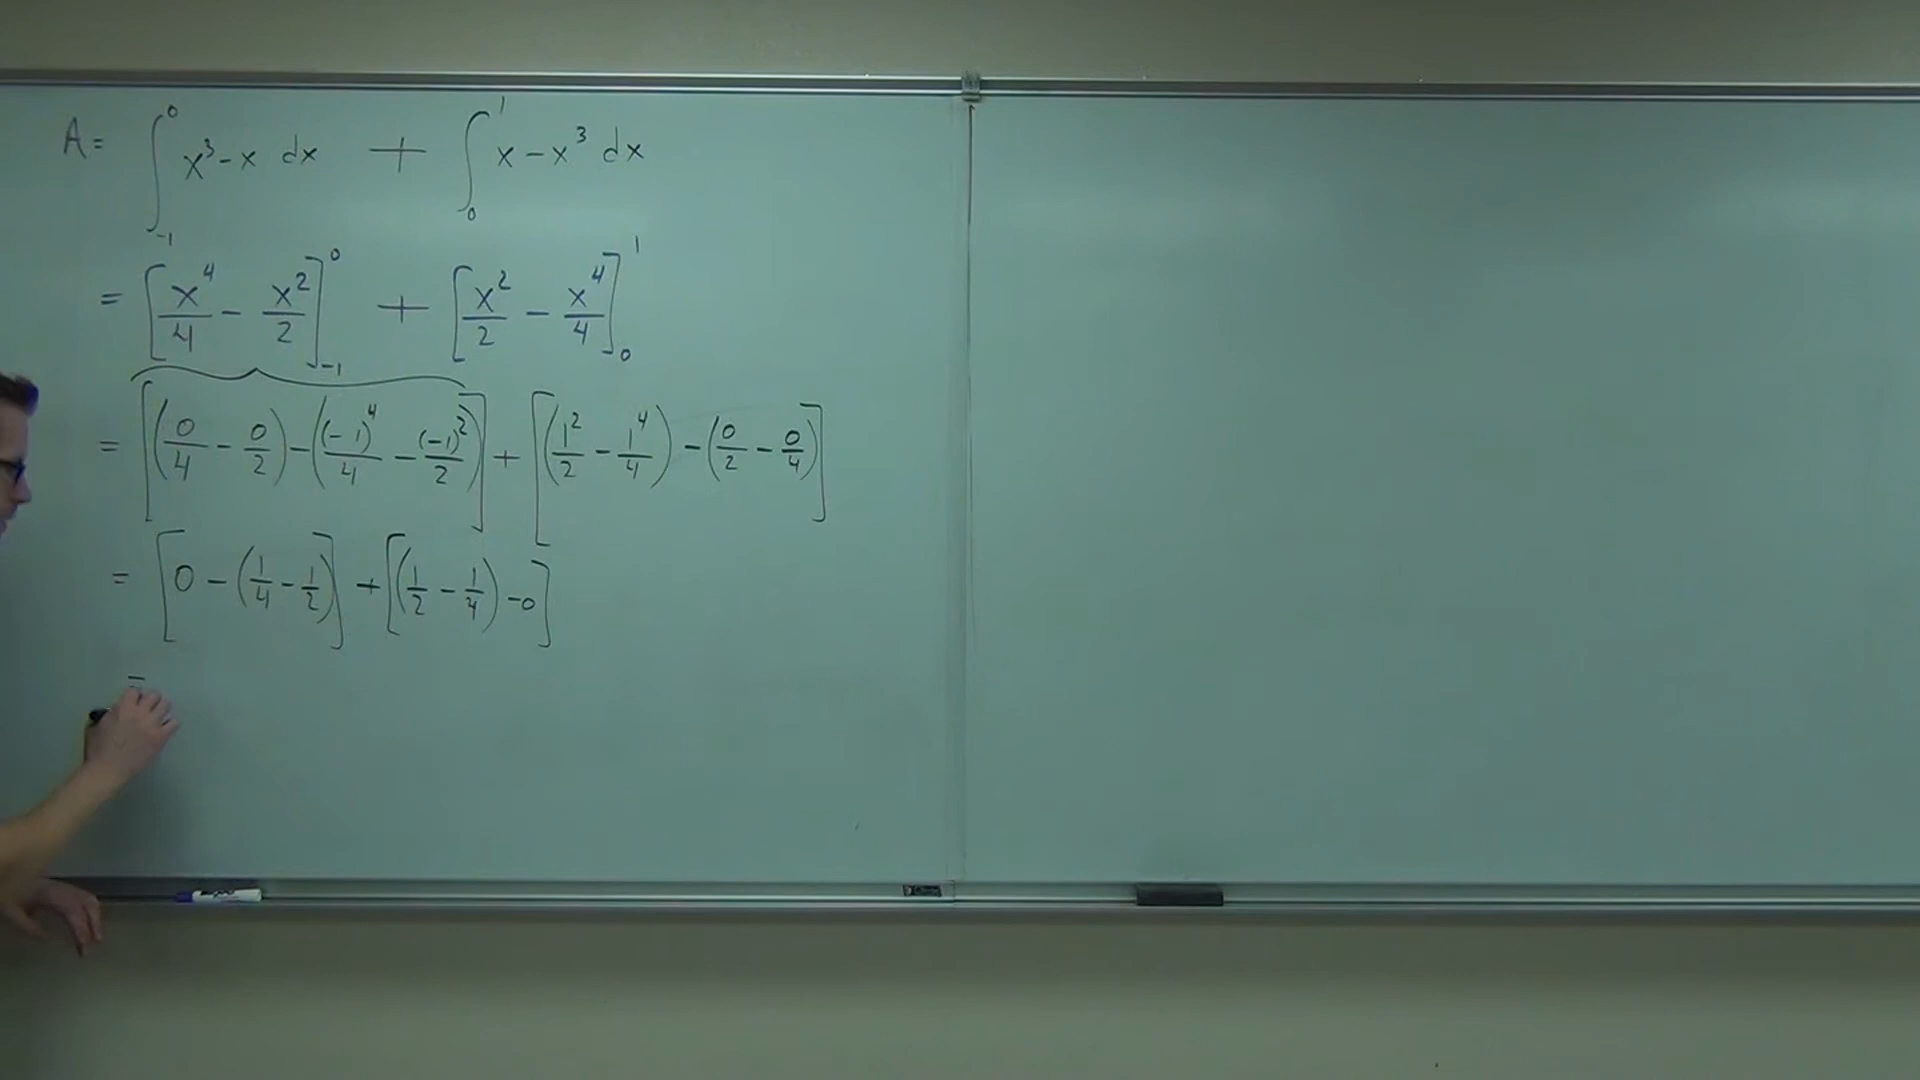 A = ∫_{-1}^{0} x³ - x dx + ∫_{0}^{1} x - x³ dx
= [x⁴/4 - x²/2]_{-1}^{0} + [x²/2 - x⁴/4]_{0}^{1}
= [(0/4 - 0/2) - ((-1)⁴/4 - (-1)²/2)] + [(1²/2 - 1⁴/4) - (0/2 - 0/4)]
= [0 - (1/4 - 1/2)] + [(1/2 - 1/4) - 0]
=